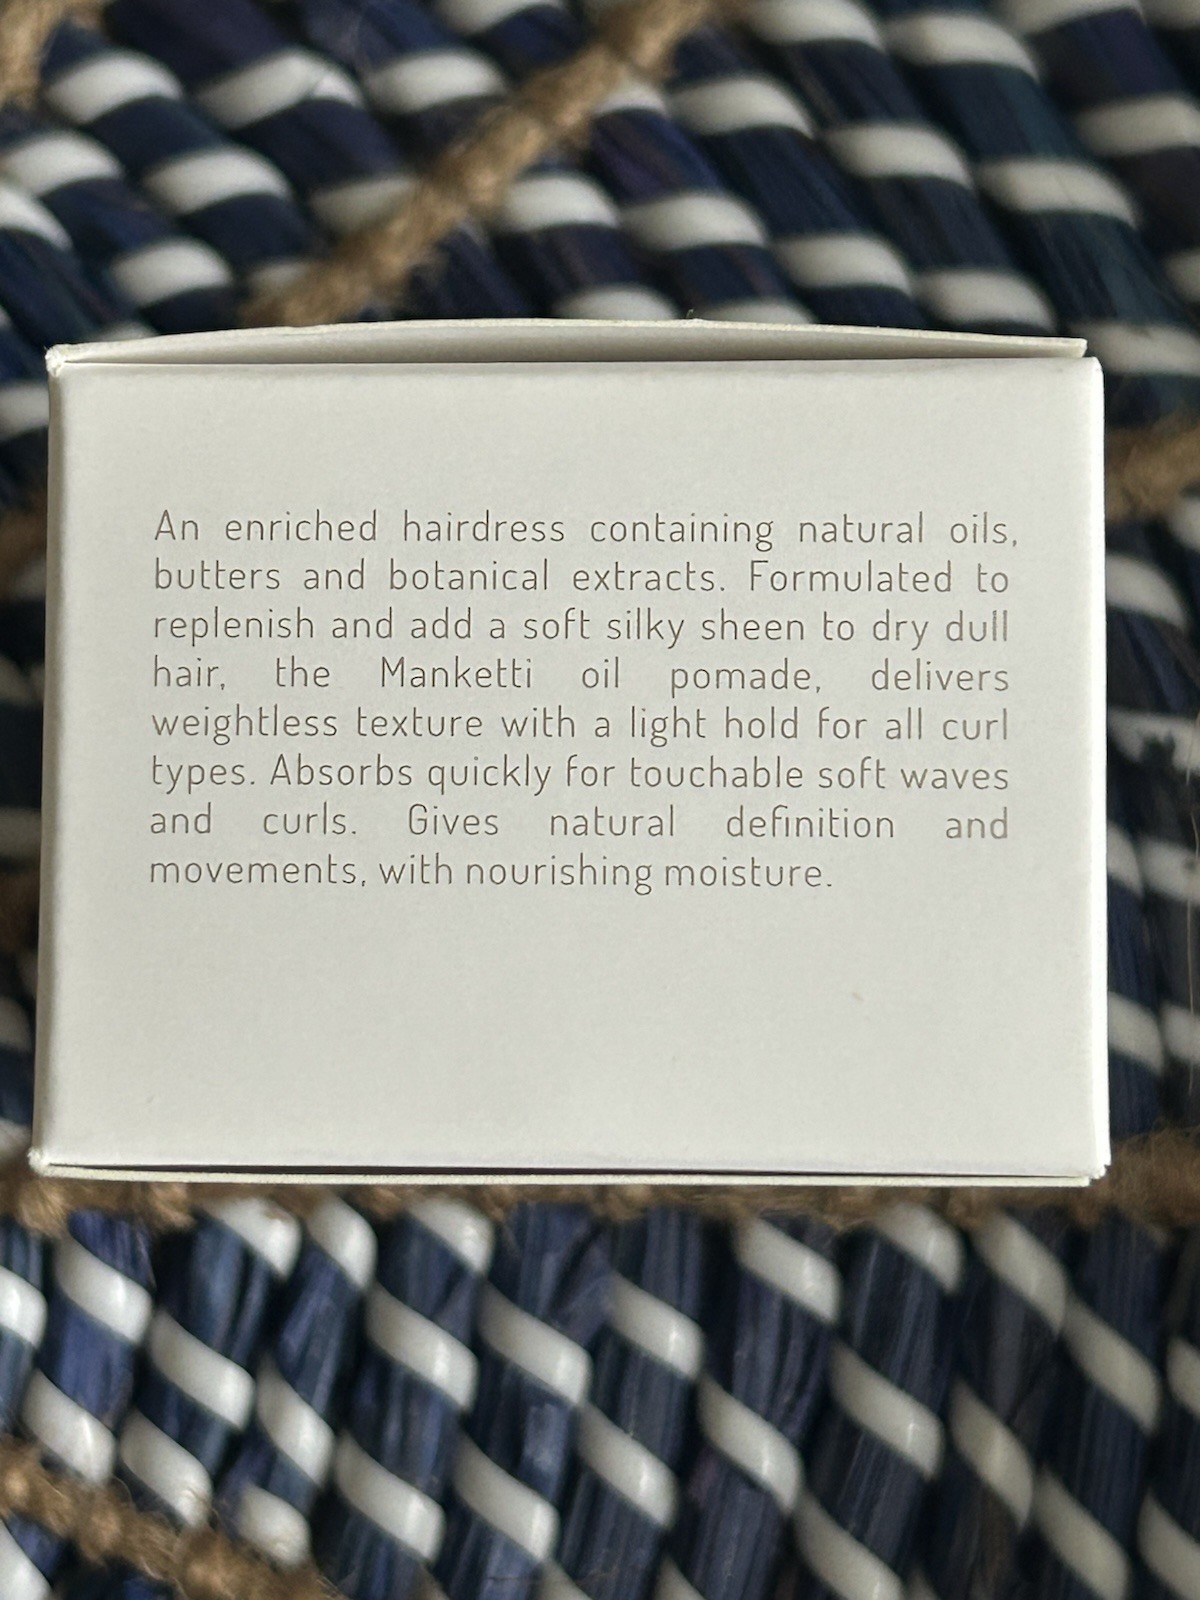 An enriched hairdress containing natural oils,
butters and botanical extracts. Formulated to
replenish and add a soft silky sheen to dry dull
hair, the Manketti oil pomade, delivers
weightless texture with a light hold for all curl
types. Absorbs quickly for touchable soft waves
and curls. Gives natural definition and
movements, with nourishing moisture.